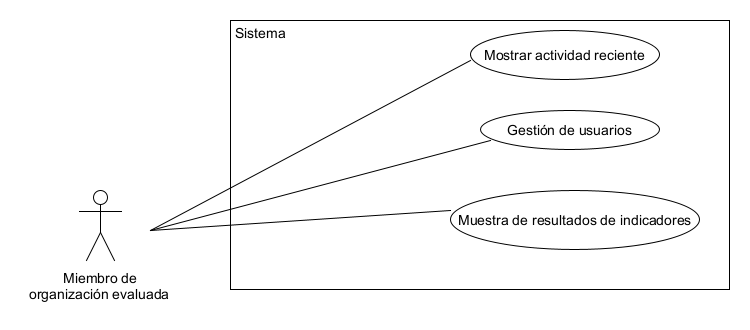 Sistema
Mostrar actividad reciente
Gestión de usuarios
Muestra de resultados de indicadores
Miembro de
organización evaluada